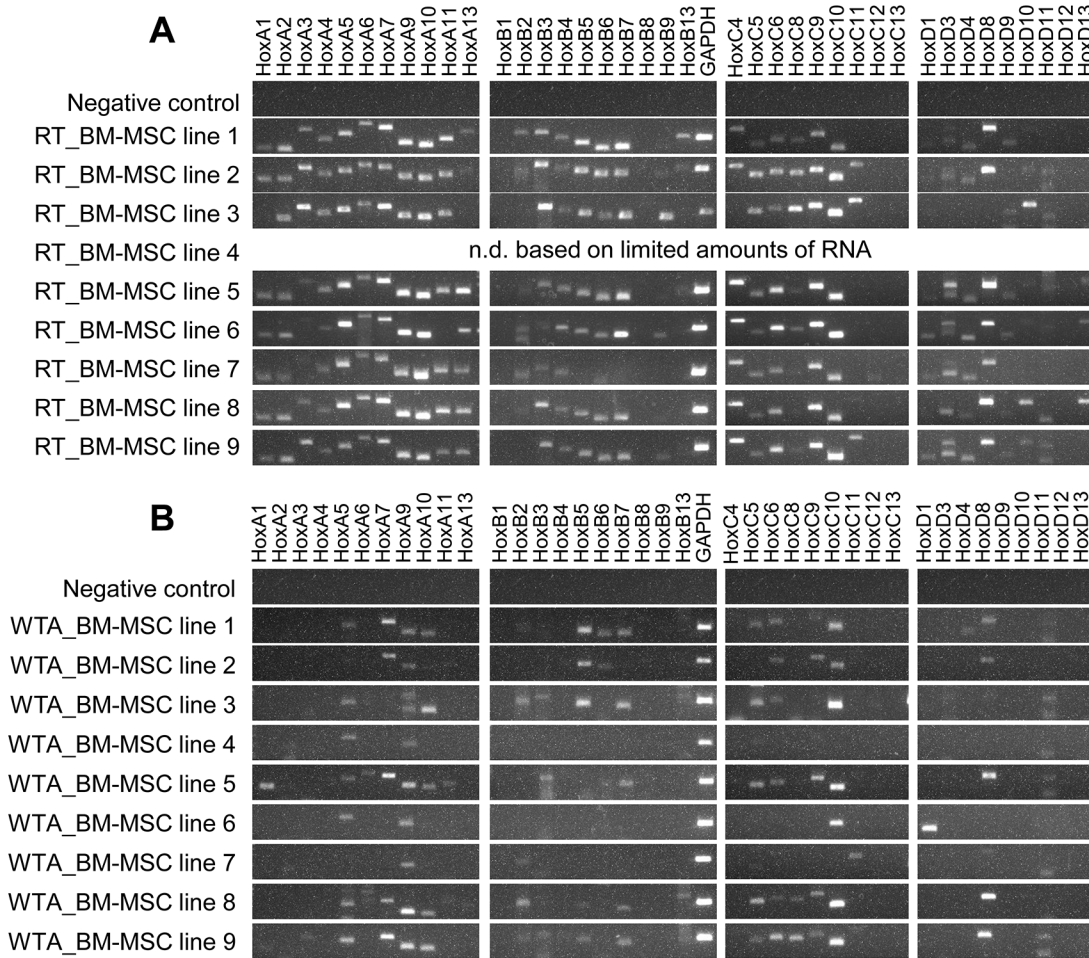 A
HoxA1 HoxA2 HoxA3 HoxA4 HoxA5 HoxA6 HoxA7 HoxA9 HoxA10 HoxA11 HoxA13 HoxB1 HoxB2 HoxB3 HoxB4 HoxB5 HoxB6 HoxB7 HoxB8 HoxB9 HoxB13 GAPDH HoxC4 HoxC5 HoxC6 HoxC8 HoxC9 HoxC10 HoxC11 HoxC12 HoxC13 HoxD1 HoxD3 HoxD4 HoxD8 HoxD9 HoxD10 HoxD11 HoxD12 HoxD13
Negative control
RT_BM-MSC line 1
RT_BM-MSC line 2
RT_BM-MSC line 3
RT_BM-MSC line 4 n.d. based on limited amounts of RNA
RT_BM-MSC line 5
RT_BM-MSC line 6
RT_BM-MSC line 7
RT_BM-MSC line 8
RT_BM-MSC line 9
B
HoxA1 HoxA2 HoxA3 HoxA4 HoxA5 HoxA6 HoxA7 HoxA9 HoxA10 HoxA11 HoxA13 HoxB1 HoxB2 HoxB3 HoxB4 HoxB5 HoxB6 HoxB7 HoxB8 HoxB9 HoxB13 GAPDH HoxC4 HoxC5 HoxC6 HoxC8 HoxC9 HoxC10 HoxC11 HoxC12 HoxC13 HoxD1 HoxD3 HoxD4 HoxD8 HoxD9 HoxD10 HoxD11 HoxD12 HoxD13
Negative control
WTA_BM-MSC line 1
WTA_BM-MSC line 2
WTA_BM-MSC line 3
WTA_BM-MSC line 4
WTA_BM-MSC line 5
WTA_BM-MSC line 6
WTA_BM-MSC line 7
WTA_BM-MSC line 8
WTA_BM-MSC line 9